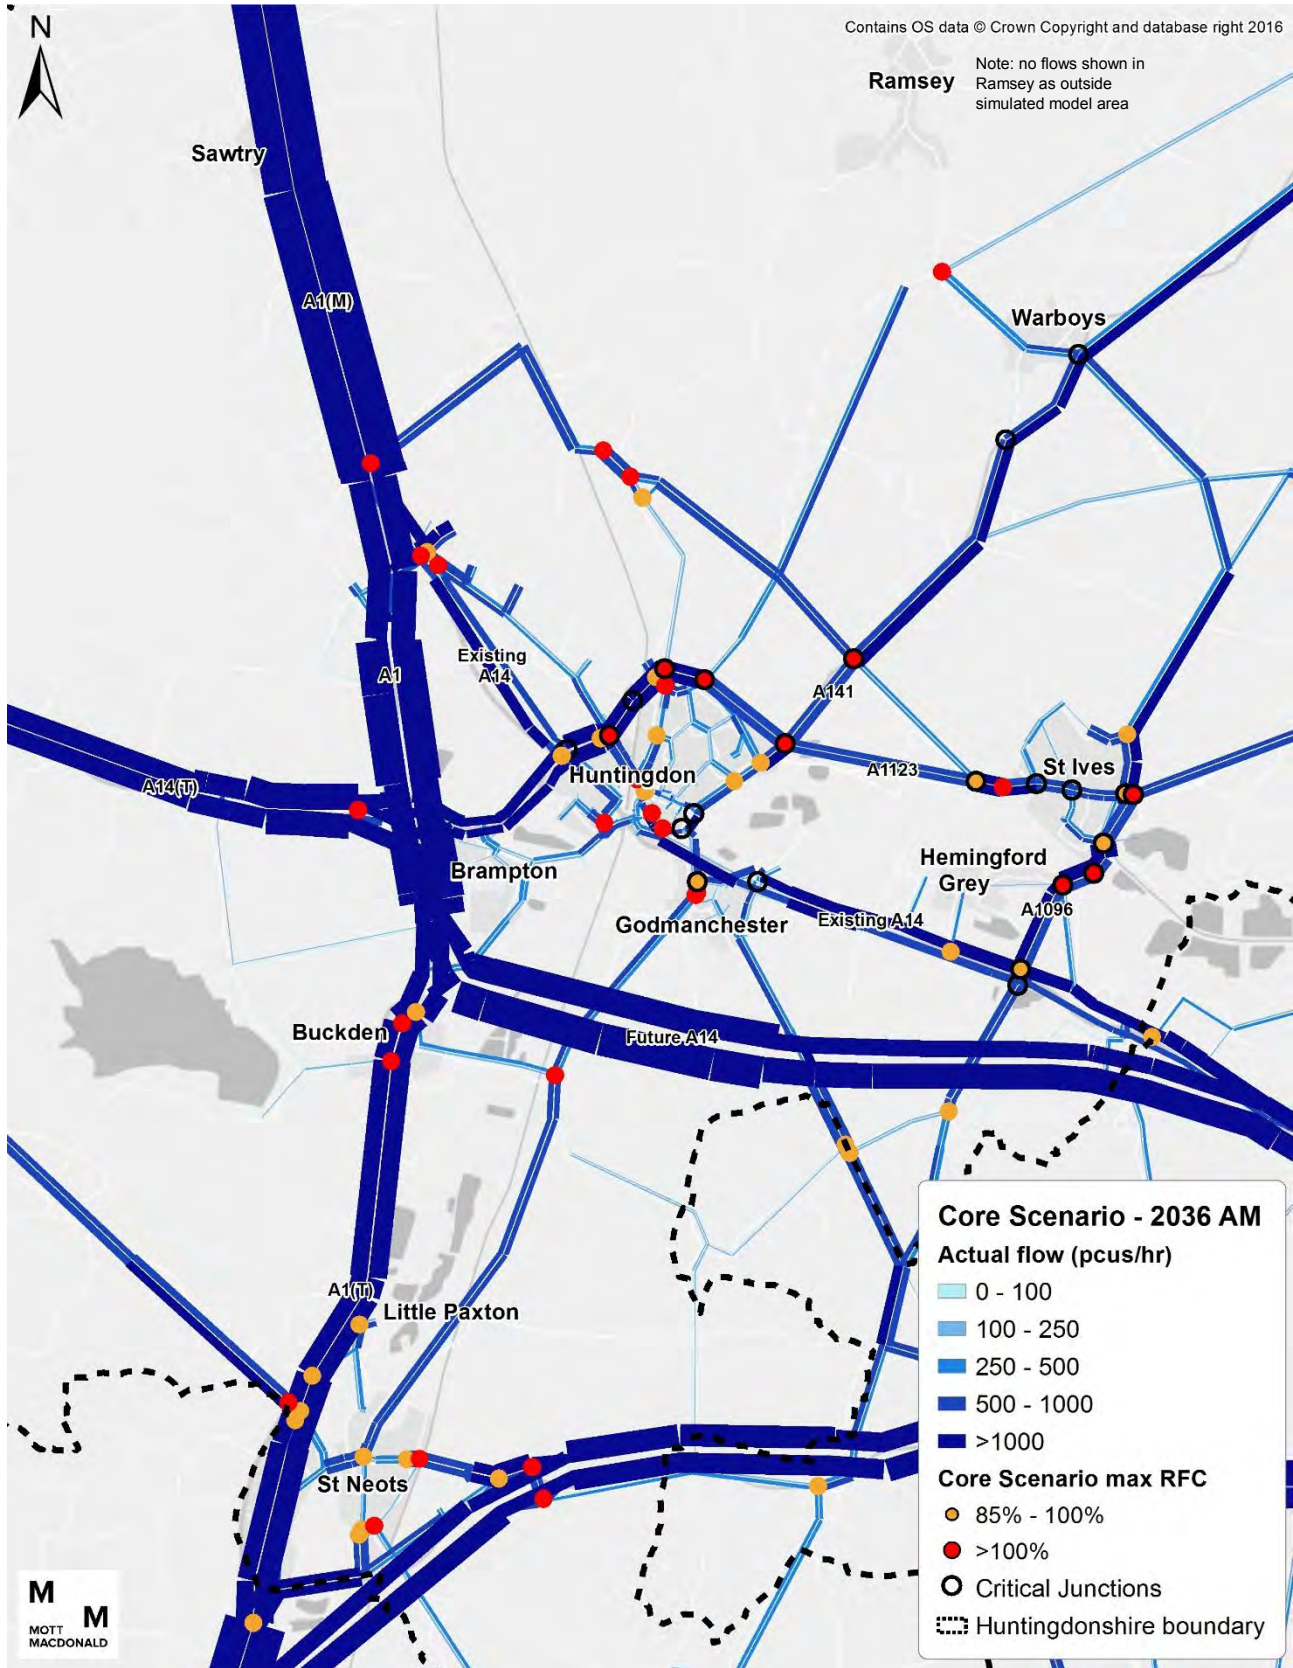 Contains OS data © Crown Copyright and database right 2016
N
Ramsey
Note: no flows shown in
Ramsey as outside
simulated model area
Sawtry
A1(M)
Warboys
Existing
A14
A1
A141
A14(T)
Huntingdon
A1123
St Ives
Brampton
Hemingford
Grey
A1096
Godmanchester
Existing A14
Buckden
Future A14
A1(T)
Little Paxton
St Neots
Core Scenario - 2036 AM
Actual flow (pcus/hr)
0 - 100
100 - 250
250 - 500
500 - 1000
>1000
Core Scenario max RFC
85% - 100%
>100%
Critical Junctions
Huntingdonshire boundary
M
M
MOTT
MACDONALD